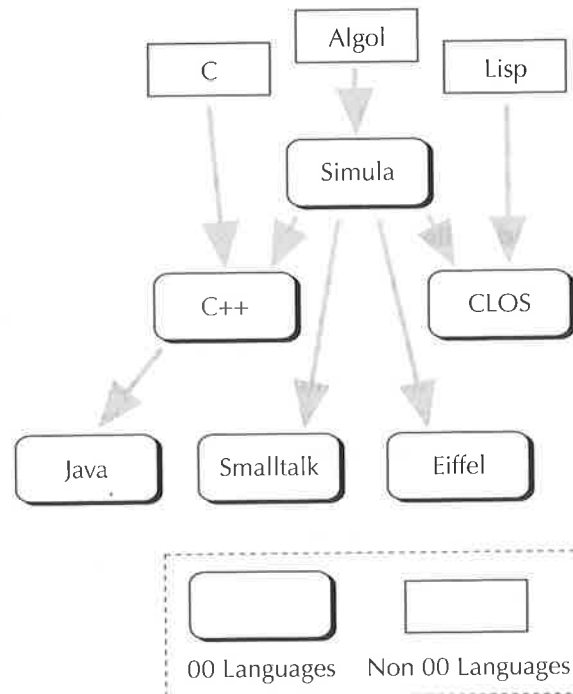 Algol
C
Lisp
Simula
C++
CLOS
Java
Smalltalk
Eiffel
00 Languages
Non 00 Languages